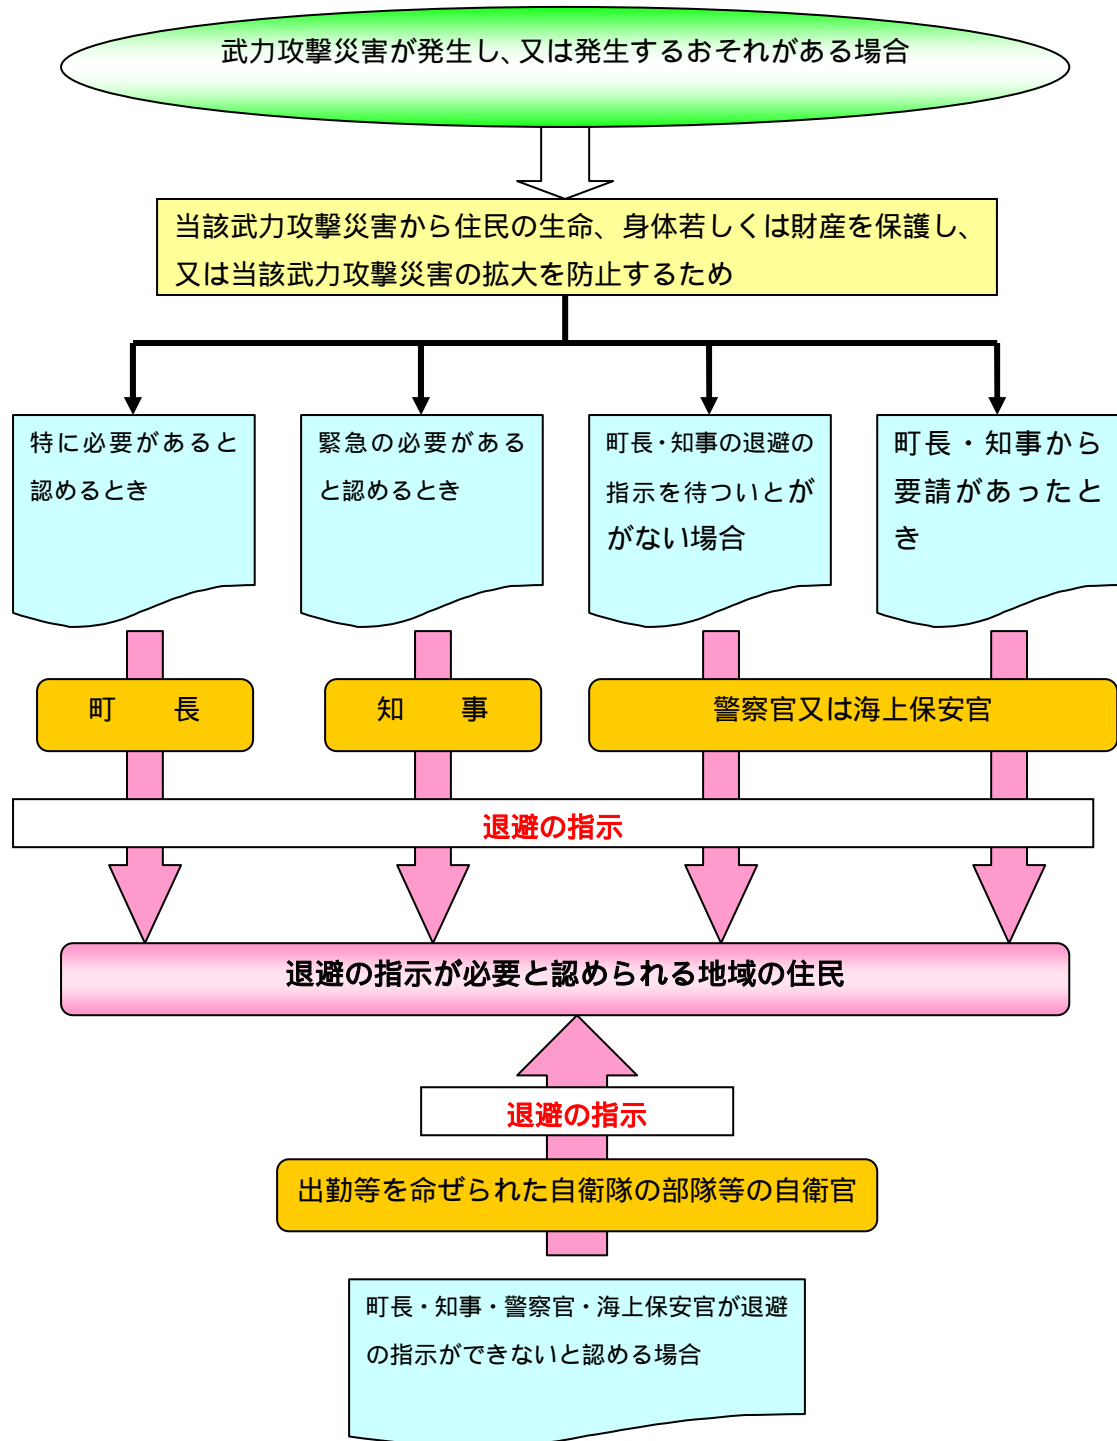 武力攻撃災害が発生し、又は発生するおそれがある場合
当該武力攻撃災害から住民の生命、身体若しくは財産を保護し、
又は当該武力攻撃災害の拡大を防止するため
特に必要があると
認めるとき
緊急の必要がある
と認めるとき
町長・知事の退避の
指示を待ついとが
がない場合
町長・知事から
要請があったと
き
町　　長
知　　事
警察官又は海上保安官
退避の指示
退避の指示が必要と認められる地域の住民
退避の指示
出勤等を命ぜられた自衛隊の部隊等の自衛官
町長・知事・警察官・海上保安官が退避
の指示ができないと認める場合